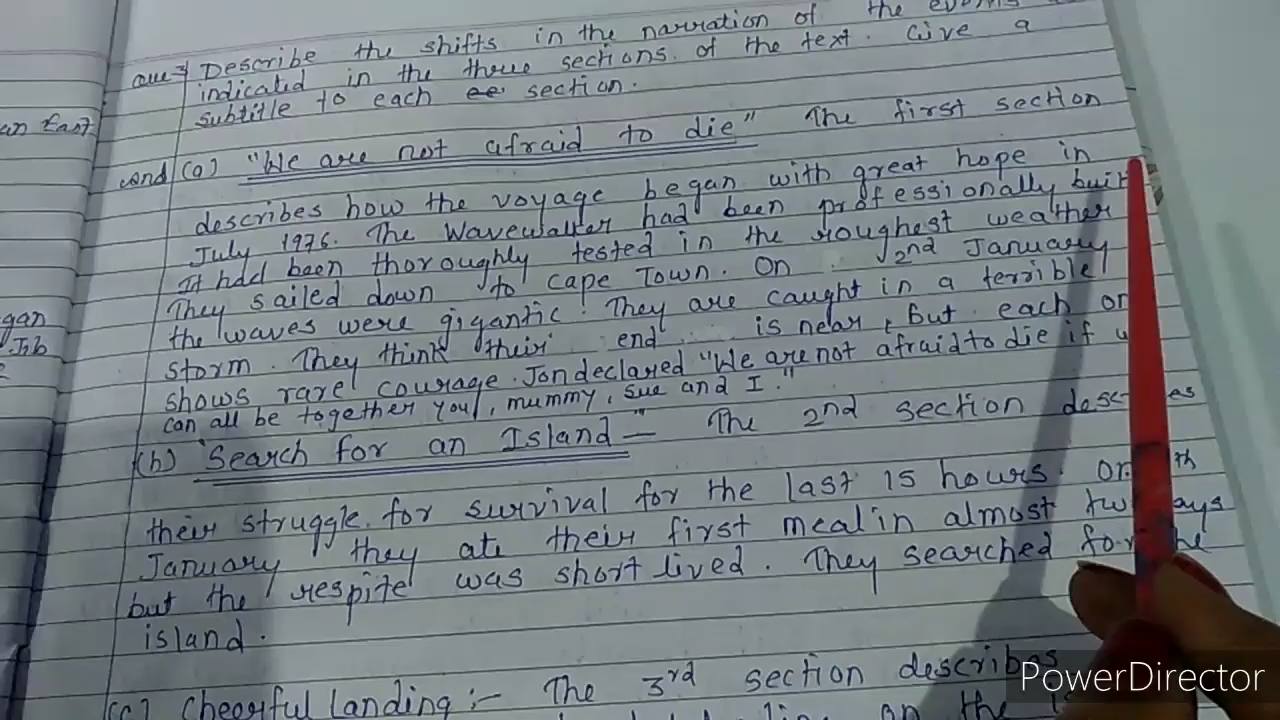 an East
gan
Job
Que→ Describe the shifts in the narration of the events
indicated in the three sections of the text. Give a
subtitle to each section.
(a) "We are not afraid to die" The first section
describes how the voyage began with great hope in
July 1976. The Wavewalker had been professionally built
It had been thoroughly tested in the roughest weather
They sailed down to Cape Town. On 2nd January
the waves were gigantic. They are caught in a terrible
storm. They think their end is near, but each
shows rare courage. Jon declared "We are not afraid to die if
can all be together you, mummy, sue and I."
(b) "Search for an Island" — The 2nd section
their struggle for survival for the last 15 hours.
January they ate their first meal in almost
but the respite was short lived. They searched for
island.
(c) Cheerful Landing :- The 3rd section describes
on the
PowerDirector